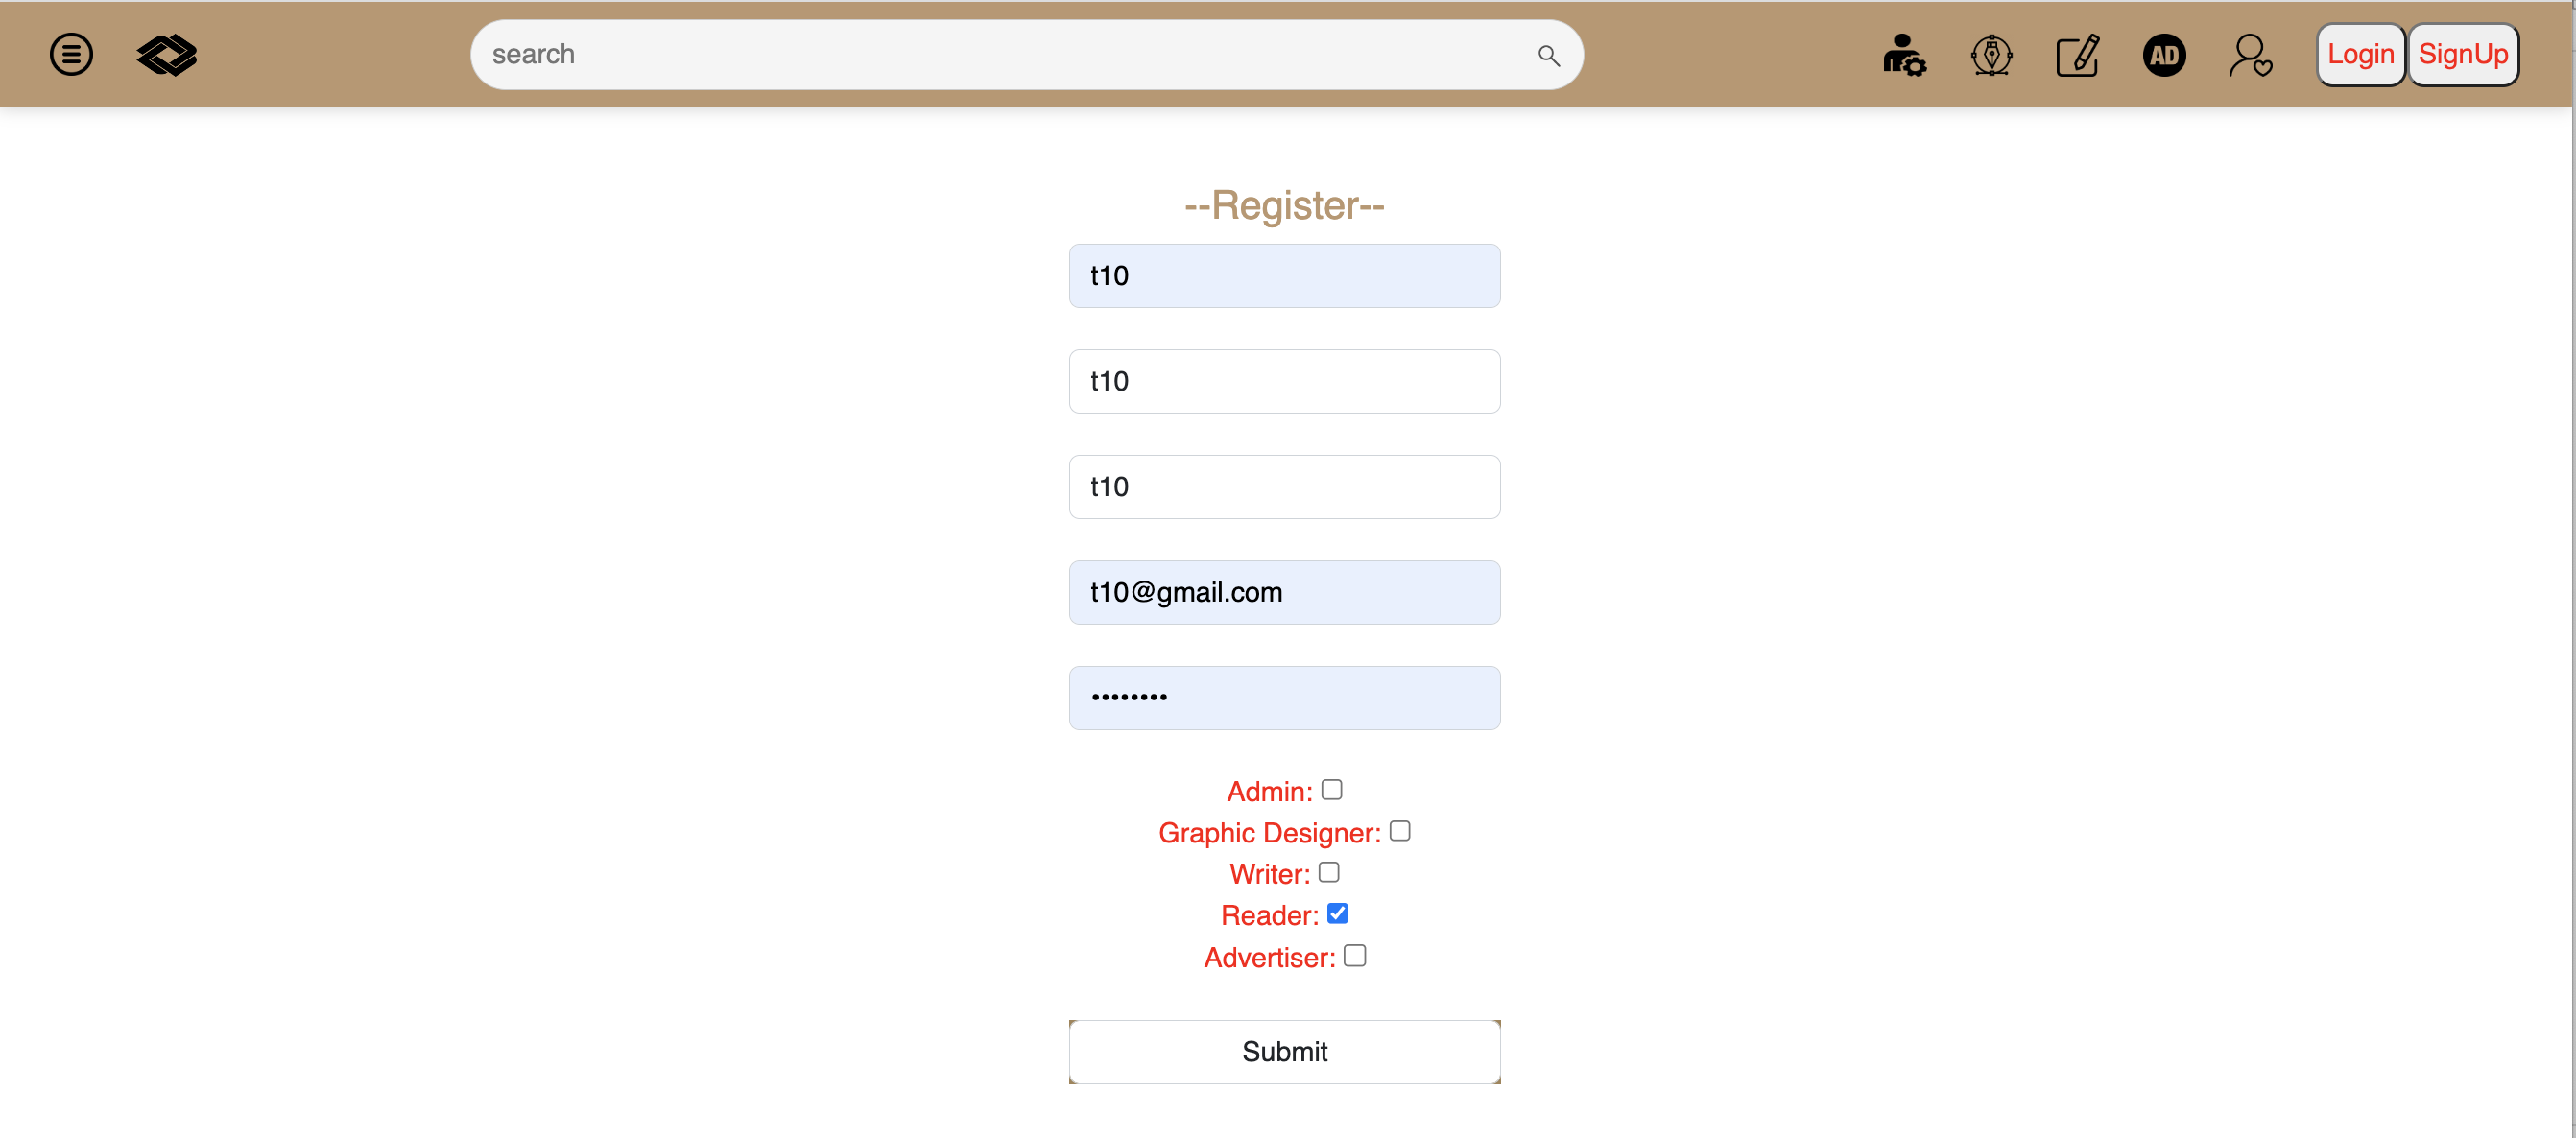 search
AD
Login SignUp
--Register--
t10
t10
t10
t10@gmail.com
••••••••
Admin:
Graphic Designer:
Writer:
Reader:
Advertiser:
Submit